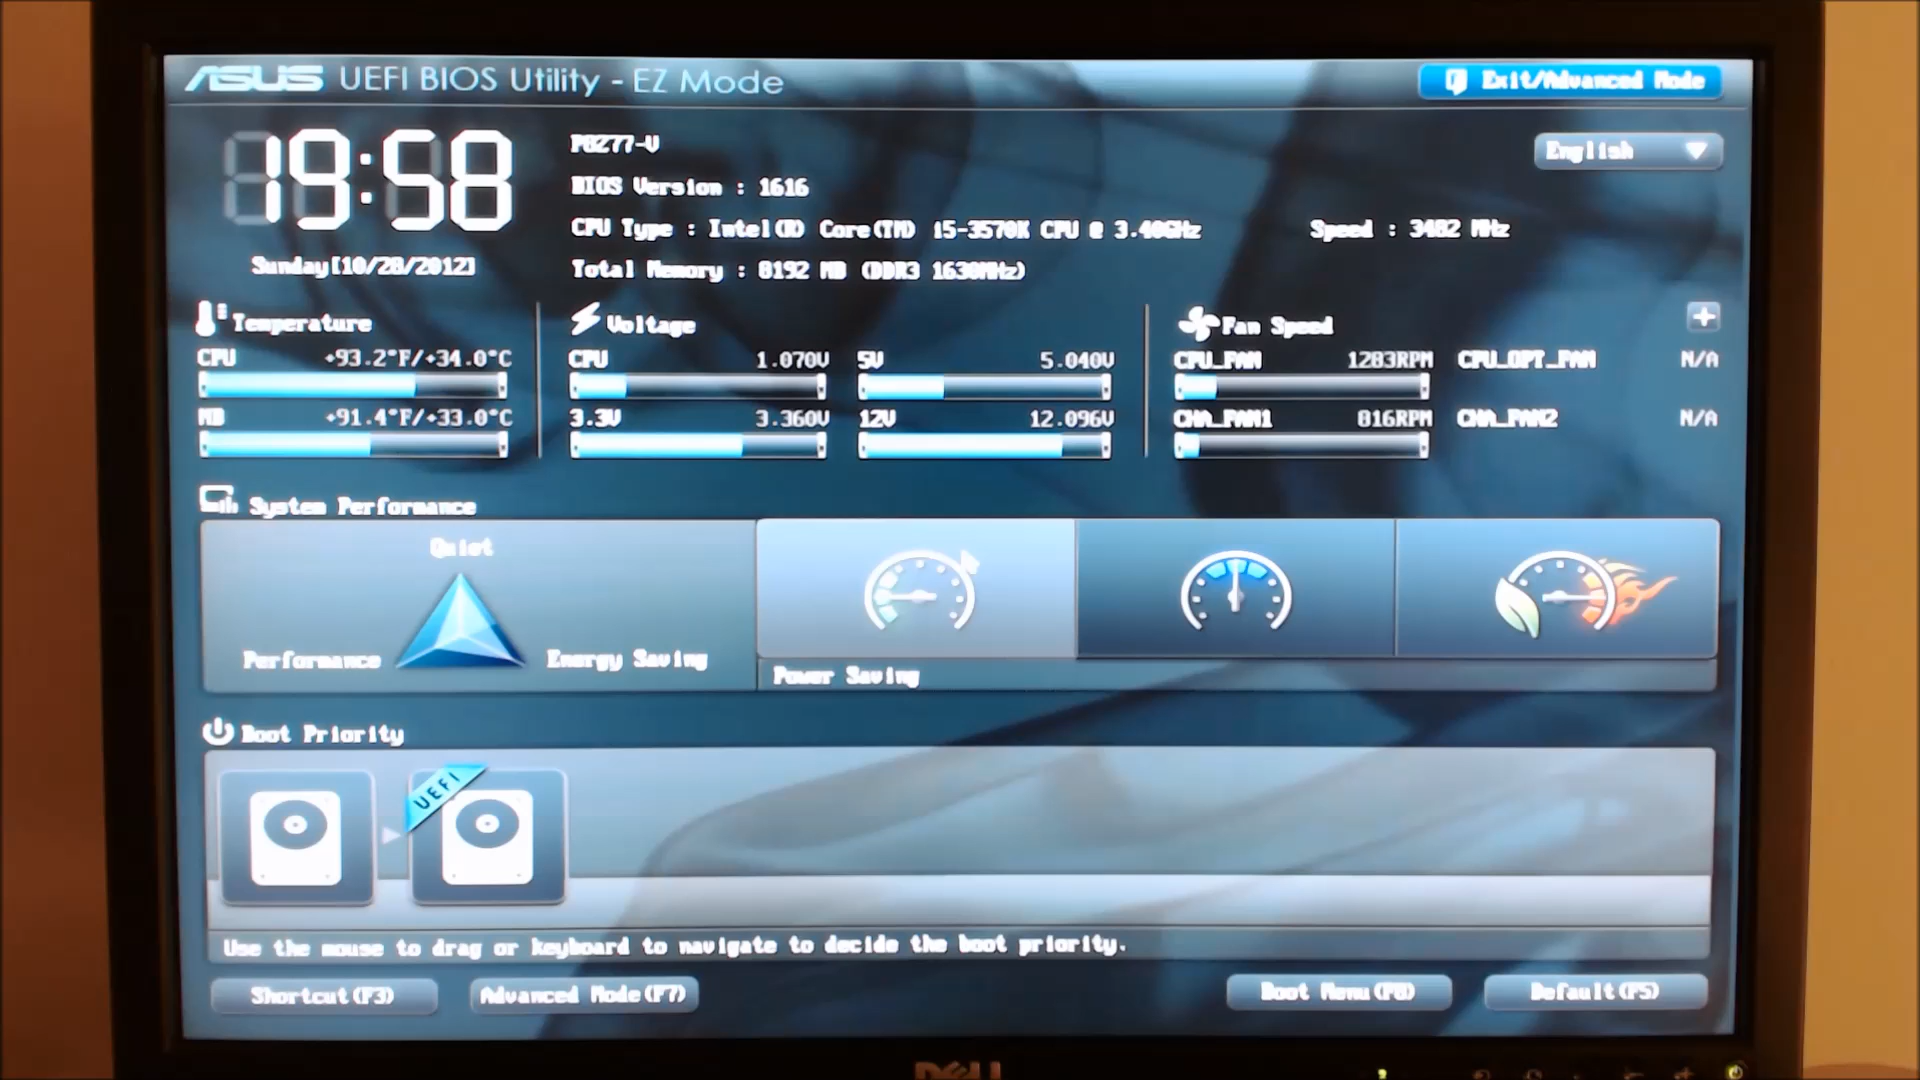 ASUS UEFI BIOS Utility - EZ Mode
Exit/Advanced Mode
19:58
Sunday[10/28/2012]
P8Z77-V
BIOS Version : 1616
CPU Type : Intel(R) Core(TM) i5-3570K CPU @ 3.40GHz
Speed : 3402 MHz
Total Memory : 8192 MB (DDR3 1630MHz)
English
Temperature
CPU +93.2°F/+34.0°C
MB +91.4°F/+33.0°C
Voltage
CPU 1.070V 5V 5.040V
3.3V 3.360V 12V 12.096V
Fan Speed
CPU_FAN 1283RPM CPU_OPT_FAN N/A
CHA_FAN1 816RPM CHA_FAN2 N/A
System Performance
Quiet
Performance
Energy Saving
Power Saving
Boot Priority
UEFI
Use the mouse to drag or keyboard to navigate to decide the boot priority.
Shortcut(F3)
Advanced Mode(F7)
Boot Menu(F8)
Default(F5)
DELL